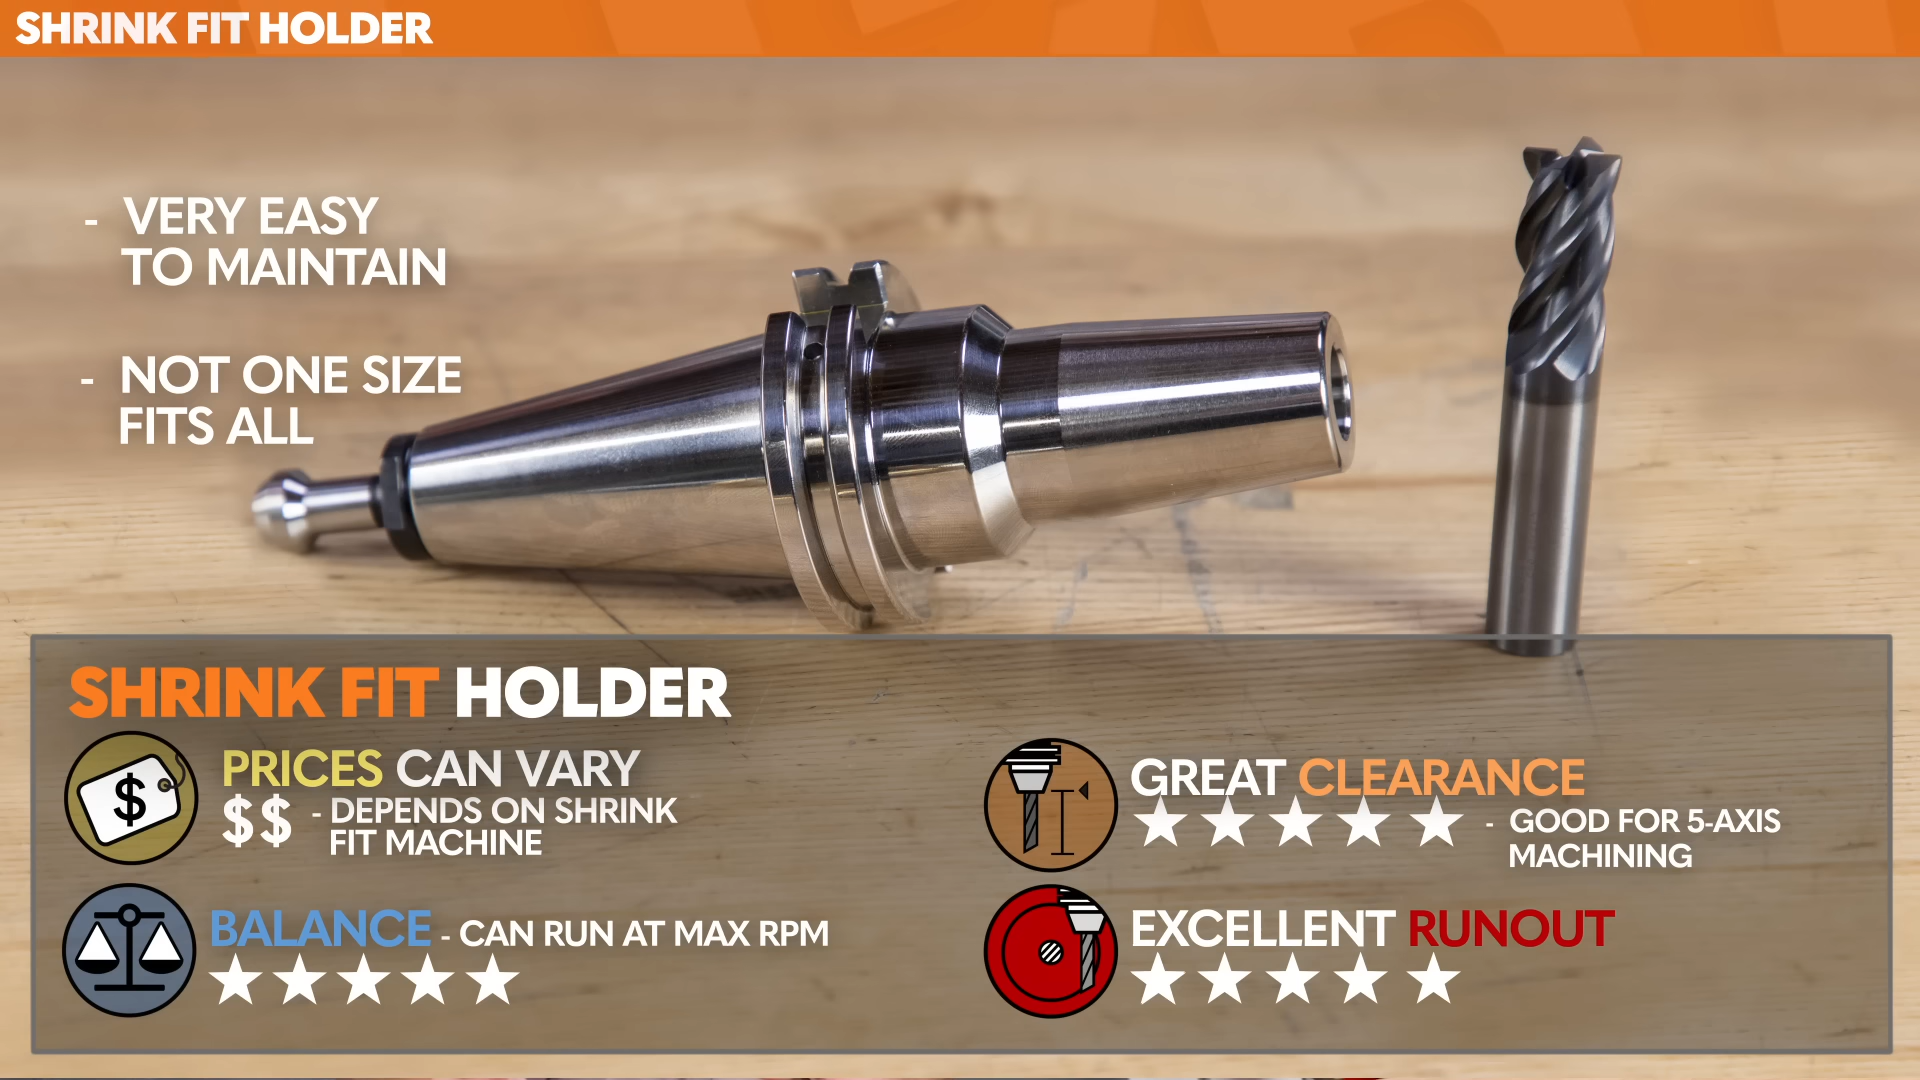 SHRINK FIT HOLDER
- VERY EASY
TO MAINTAIN
- NOT ONE SIZE
FITS ALL
SHRINK FIT HOLDER
PRICES CAN VARY
$$ - DEPENDS ON SHRINK
FIT MACHINE
$
BALANCE - CAN RUN AT MAX RPM
GREAT CLEARANCE
- GOOD FOR 5-AXIS
MACHINING
EXCELLENT RUNOUT